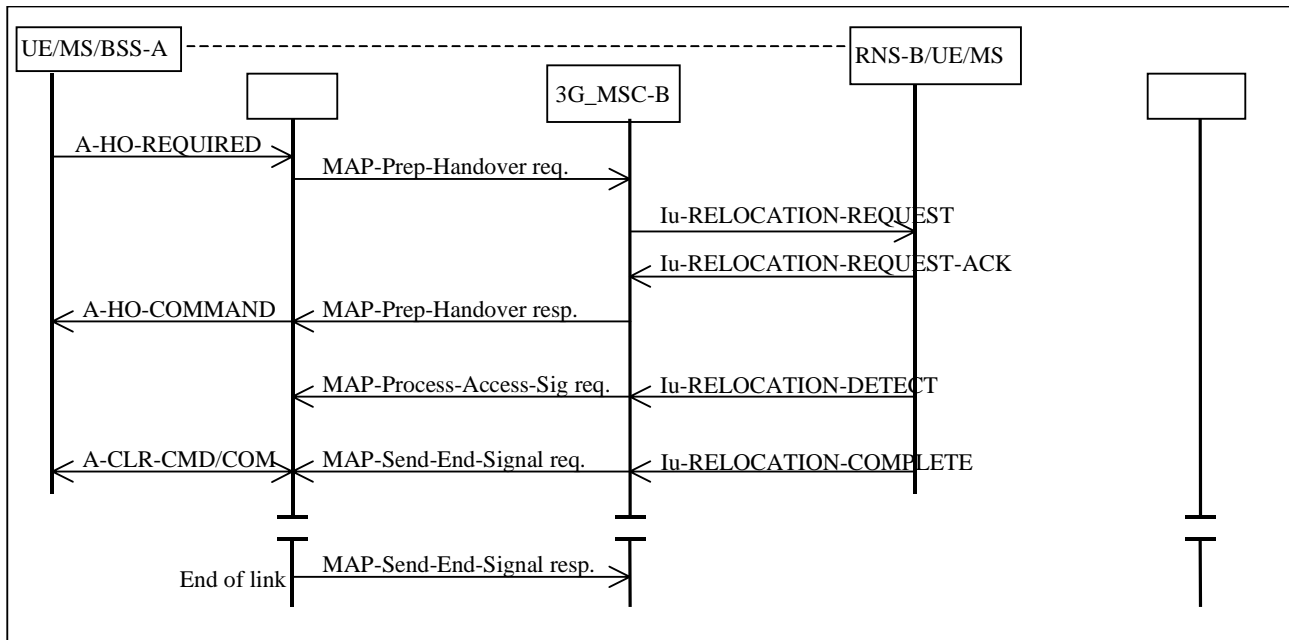 UE/MS/BSS-A
RNS-B/UE/MS
3G_MSC-B
A-HO-REQUIRED
MAP-Prep-Handover req.
Iu-RELOCATION-REQUEST
Iu-RELOCATION-REQUEST-ACK
A-HO-COMMAND
MAP-Prep-Handover resp.
MAP-Process-Access-Sig req.
Iu-RELOCATION-DETECT
A-CLR-CMD/COM
MAP-Send-End-Signal req.
Iu-RELOCATION-COMPLETE
End of link
MAP-Send-End-Signal resp.